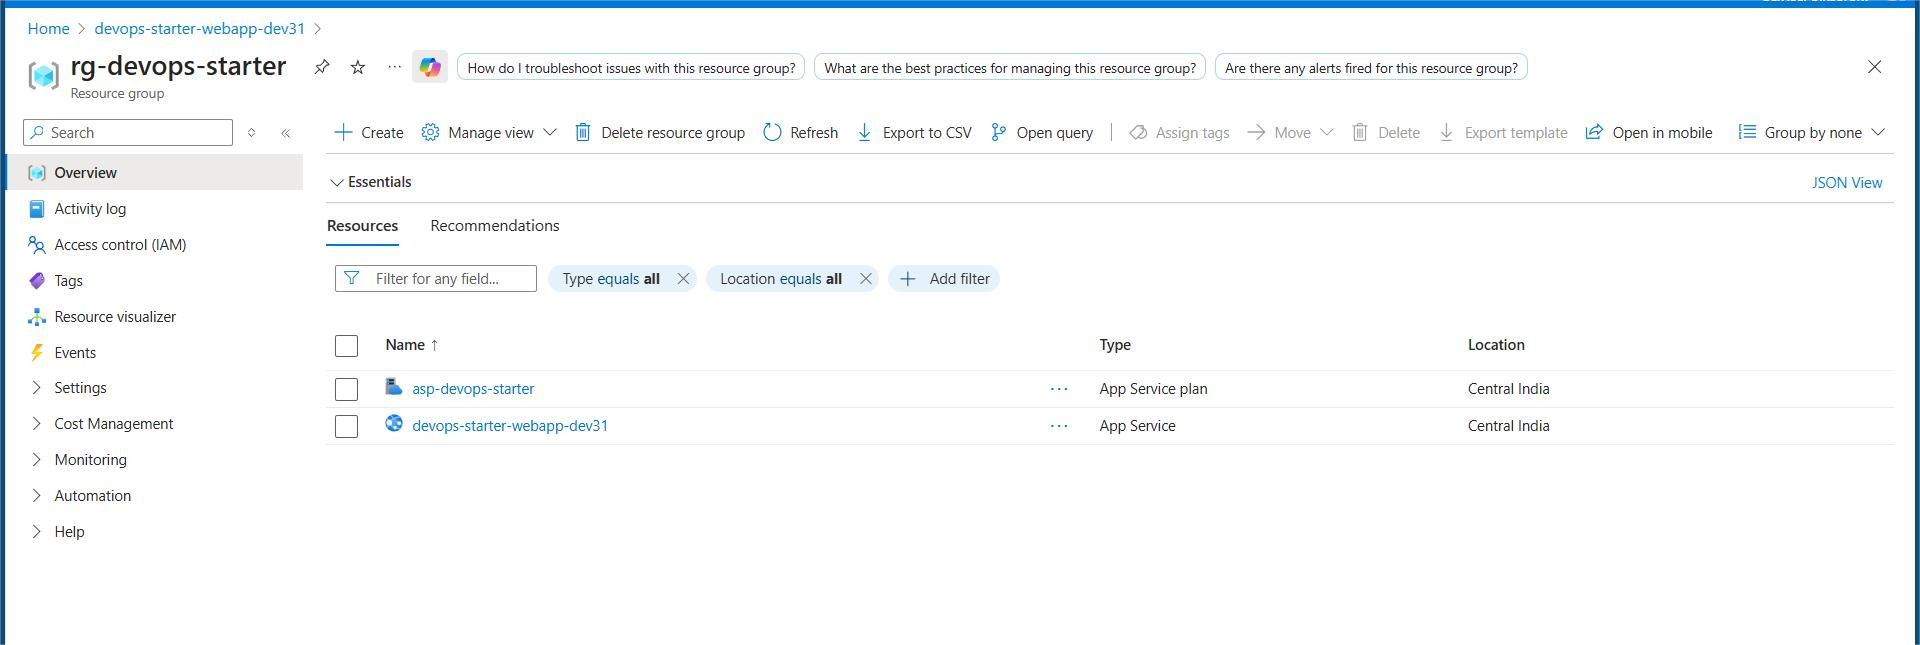 Home > devops-starter-webapp-dev31 >
rg-devops-starter
Resource group
How do I troubleshoot issues with this resource group?
What are the best practices for managing this resource group?
Are there any alerts fired for this resource group?
Search
Create
Manage view
Delete resource group
Refresh
Export to CSV
Open query
Assign tags
Move
Delete
Export template
Open in mobile
Group by none
Overview
Activity log
Access control (IAM)
Tags
Resource visualizer
Events
Settings
Cost Management
Monitoring
Automation
Help
Essentials
JSON View
Resources
Recommendations
Filter for any field...
Type equals all
Location equals all
Add filter
Name ↑ Type Location
asp-devops-starter ··· App Service plan Central India
devops-starter-webapp-dev31 ··· App Service Central India